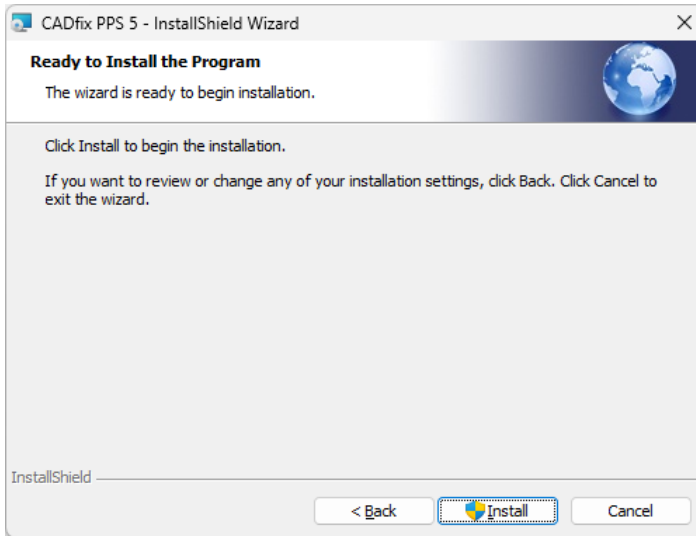 CADfix PPS 5 - InstallShield Wizard
Ready to Install the Program
The wizard is ready to begin installation.
Click Install to begin the installation.
If you want to review or change any of your installation settings, click Back. Click Cancel to
exit the wizard.
InstallShield
< Back
Install
Cancel